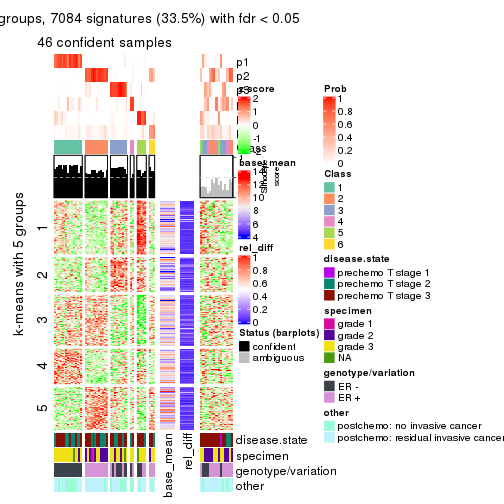 groups, 7084 signatures (33.5%) with fdr < 0.05
46 confident samples
p1
p2
z-score
2
1
0
-1
base_mean
14
12
10
8
6
4
rel_diff
1
0.8
0.6
0.4
0.2
0
Status (barplots)
confident
ambiguous
Prob
1
0.8
0.6
0.4
0.2
0
Class
1
2
3
4
5
6
disease.state
prechemo T stage 1
prechemo T stage 2
prechemo T stage 3
specimen
grade 1
grade 2
grade 3
NA
genotype/variation
ER -
ER +
other
postchemo: no invasive cancer
postchemo: residual invasive cancer
k-means with 5 groups
1
2
3
4
5
score
base_mean
rel_diff
disease.state
specimen
genotype/variation
other